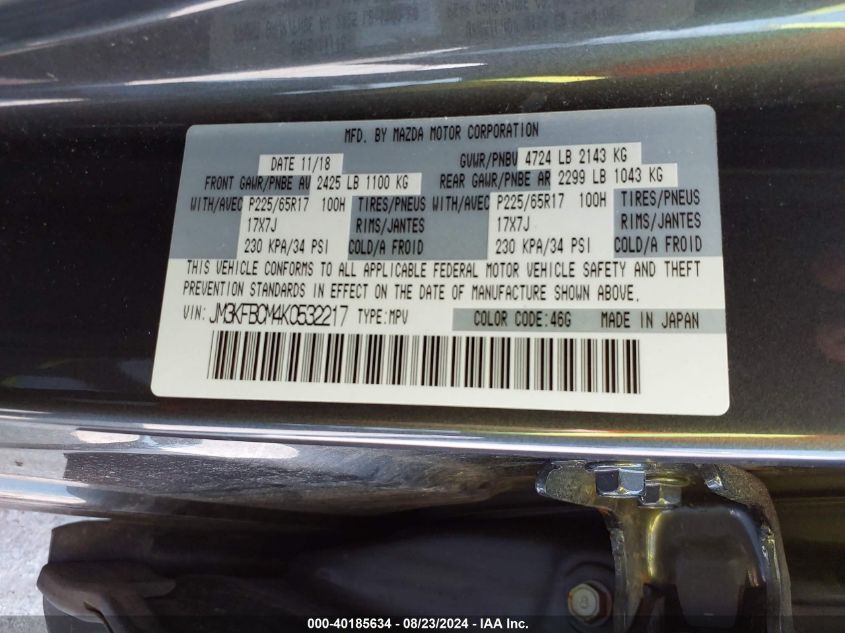 MFD. BY MAZDA MOTOR CORPORATION
DATE 11/18 GVWR/PNBV 4724 LB 2143 KG
FRONT GAWR/PNBE AV 2425 LB 1100 KG REAR GAWR/PNBE AR 2299 LB 1043 KG
WITH/AVEC P225/65R17 100H TIRES/PNEUS WITH/AVEC P225/65R17 100H TIRES/PNEUS
17X7J RIMS/JANTES 17X7J RIMS/JANTES
230 KPA/34 PSI COLD/A FROID 230 KPA/34 PSI COLD/A FROID
THIS VEHICLE CONFORMS TO ALL APPLICABLE FEDERAL MOTOR VEHICLE SAFETY AND THEFT
PREVENTION STANDARDS IN EFFECT ON THE DATE OF MANUFACTURE SHOWN ABOVE.
VIN: JM3KFBCM4K0532217 TYPE:MPV COLOR CODE:46G MADE IN JAPAN
000-40185634 - 08/23/2024 - IAA Inc.